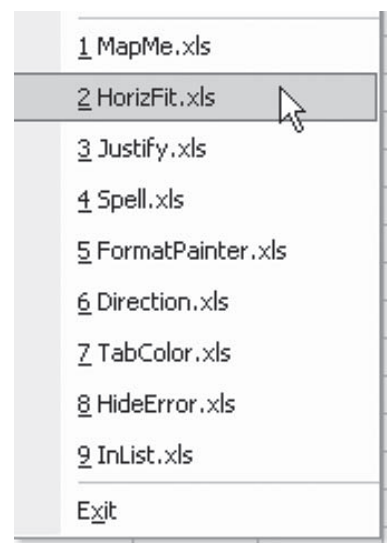 1 MapMe.xls
2 HorizFit.xls
3 Justify.xls
4 Spell.xls
5 FormatPainter.xls
6 Direction.xls
7 TabColor.xls
8 HideError.xls
9 InList.xls
Exit